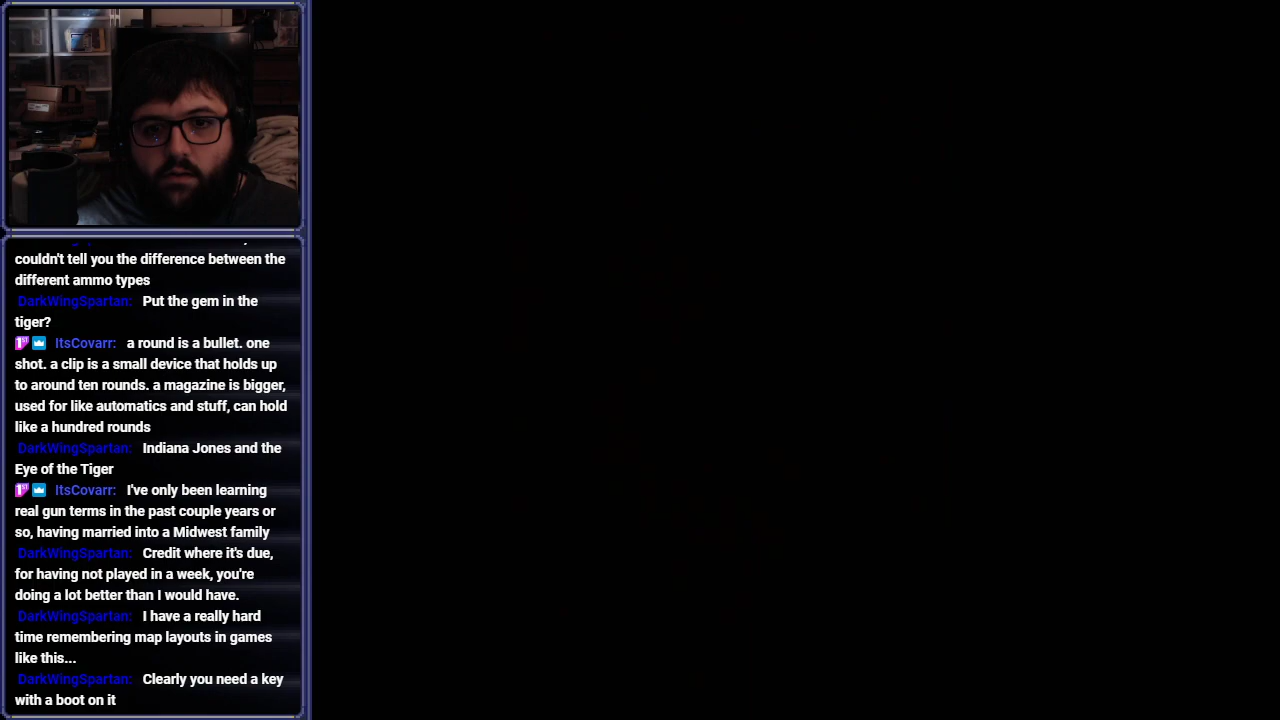 couldn't tell you the difference between the
different ammo types
DarkWingSpartan: Put the gem in the
tiger?
1ST ItsCovarr: a round is a bullet. one
shot. a clip is a small device that holds up
to around ten rounds. a magazine is bigger,
used for like automatics and stuff, can hold
like a hundred rounds
DarkWingSpartan: Indiana Jones and the
Eye of the Tiger
1ST ItsCovarr: I've only been learning
real gun terms in the past couple years or
so, having married into a Midwest family
DarkWingSpartan: Credit where it's due,
for having not played in a week, you're
doing a lot better than I would have.
DarkWingSpartan: I have a really hard
time remembering map layouts in games
like this...
DarkWingSpartan: Clearly you need a key
with a boot on it